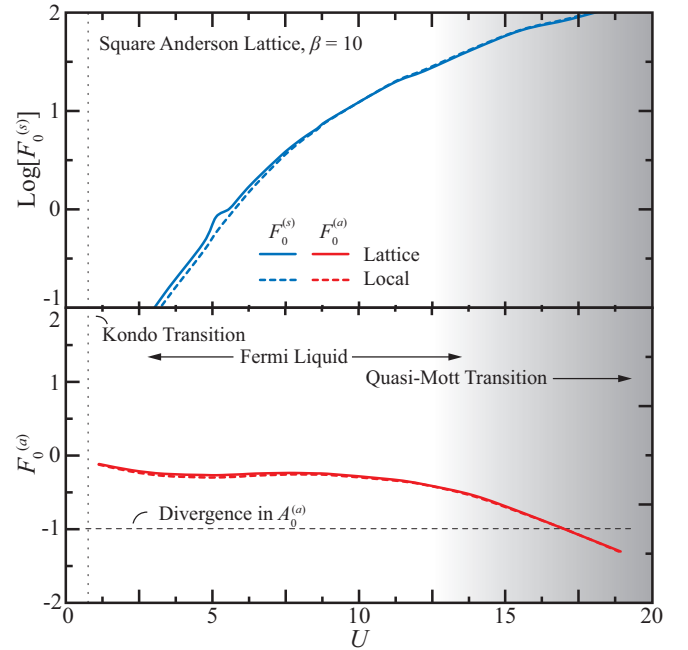 2
Square Anderson Lattice, β = 10
1
Log[F₀⁽ˢ⁾]
0
F₀⁽ˢ⁾ F₀⁽ᵃ⁾
Lattice
Local
-1
2
Kondo Transition
Fermi Liquid
1
Quasi-Mott Transition
0
F₀⁽ᵃ⁾
Divergence in A₀⁽ᵃ⁾
-1
-2
0 5 10 15 20
U